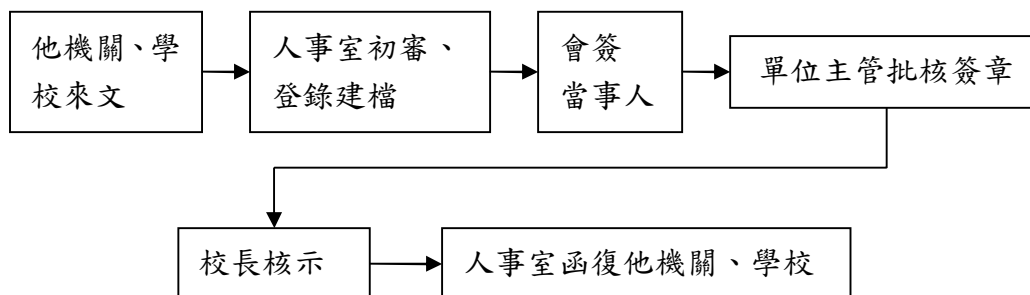 他機關、學
校來文
人事室初審、
登錄建檔
會簽
當事人
單位主管批核簽章
校長核示
人事室函復他機關、學校